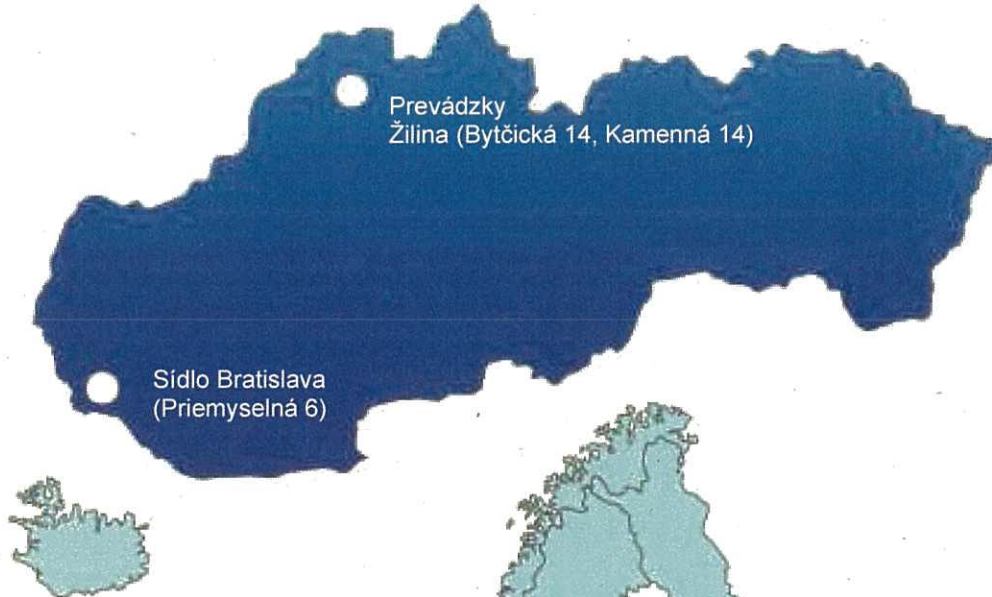 Prevádzky
Žilina (Bytčická 14, Kamenná 14)
Sídlo Bratislava
(Priemyselná 6)